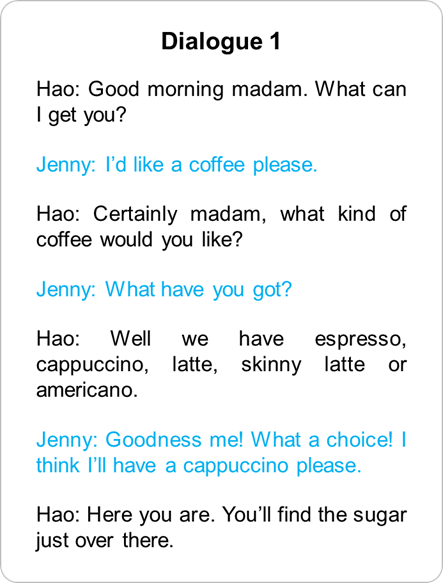 Dialogue 1
Hao: Good morning madam. What can
I get you?
Jenny: I'd like a coffee please.
Hao: Certainly madam, what kind of
coffee would you like?
Jenny: What have you got?
Hao: Well we have espresso,
cappuccino, latte, skinny latte or
americano.
Jenny: Goodness me! What a choice! I
think I'll have a cappuccino please.
Hao: Here you are. You'll find the sugar
just over there.